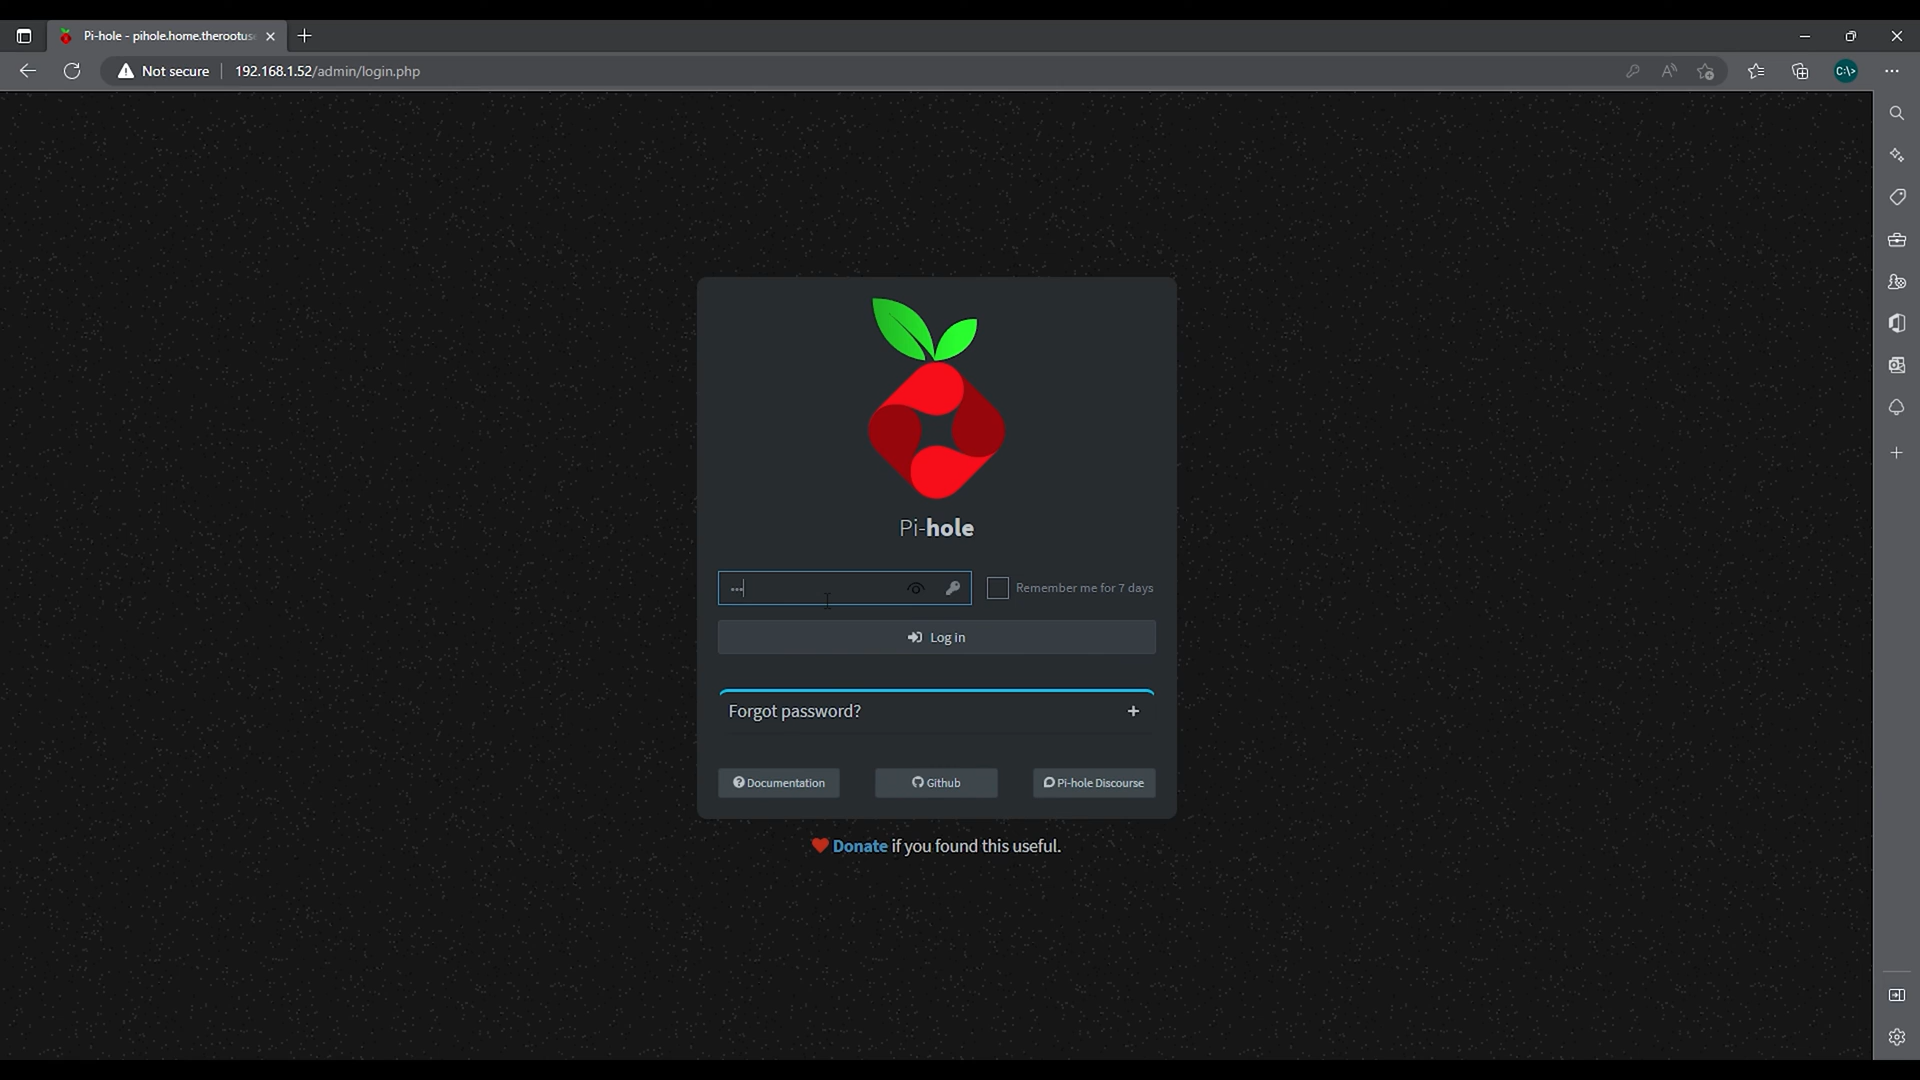 Pi-hole - pihole.home.therootus
Not secure
192.168.1.52/admin/login.php
C:\>
Pi-hole
Remember me for 7 days
Log in
Forgot password?
Documentation
Github
Pi-hole Discourse
Donate if you found this useful.